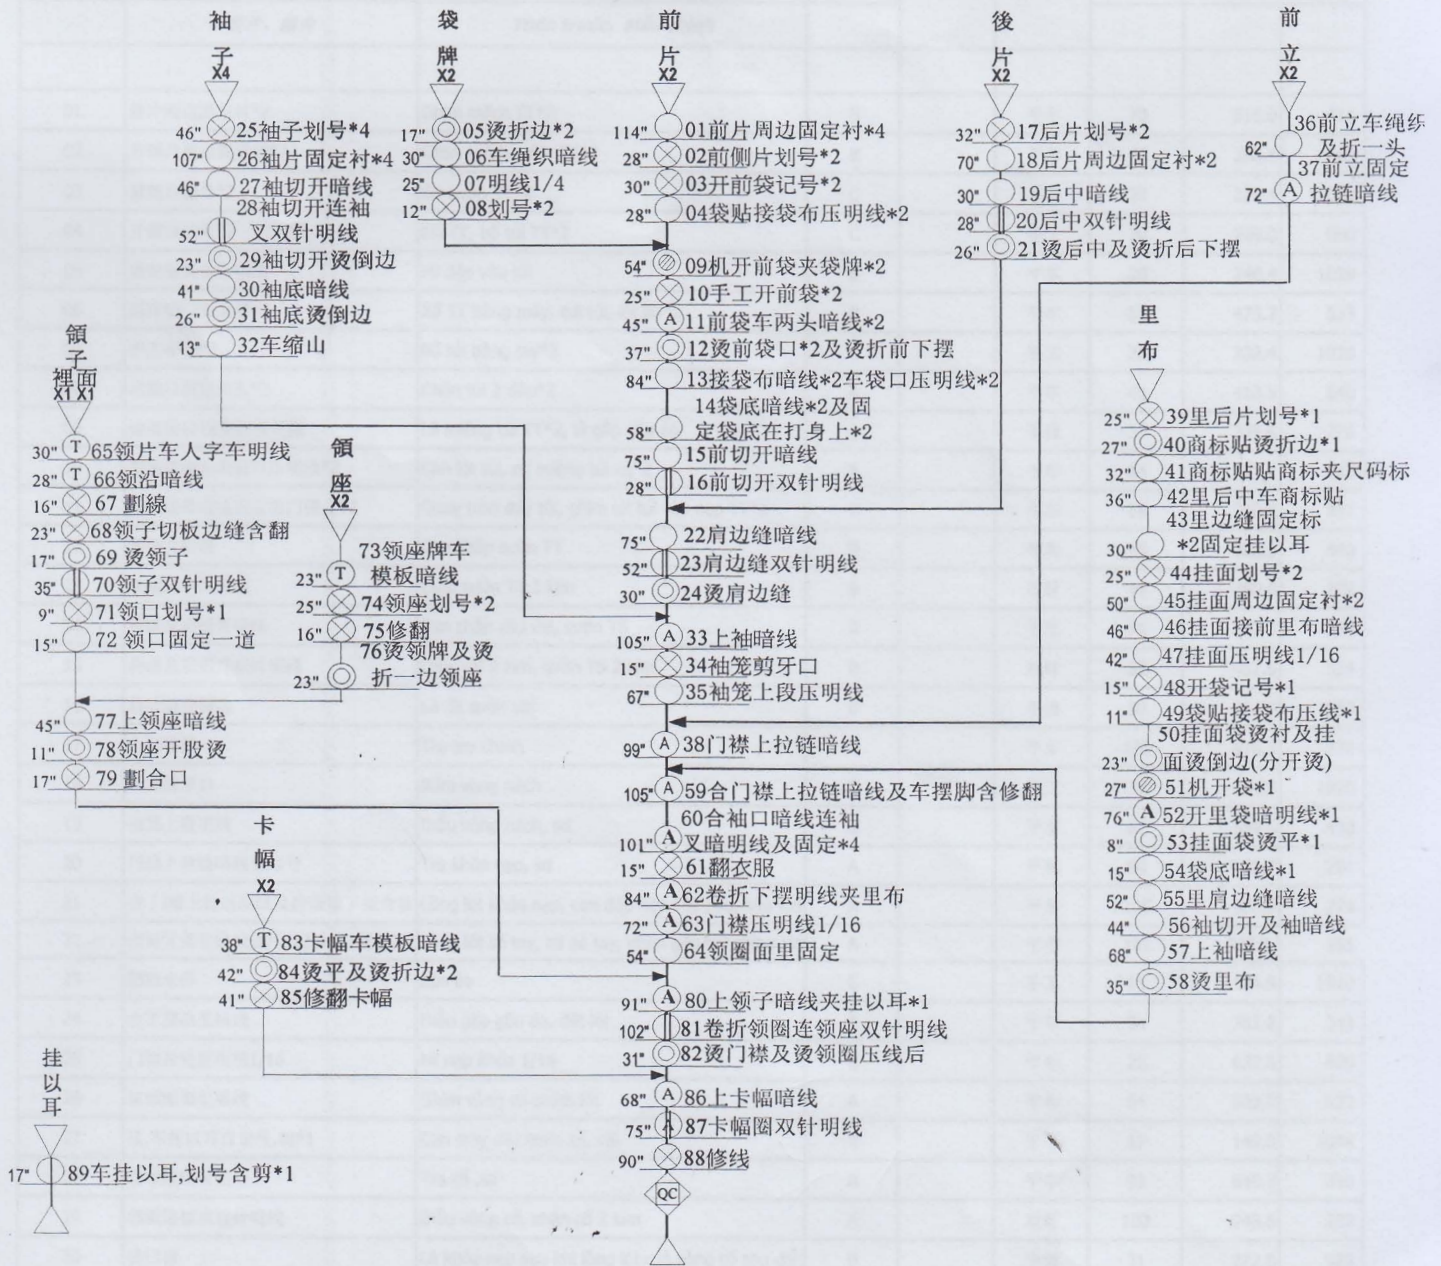 袖
子
X4
46" 25袖子划号*4
107" 26袖片固定衬*4
46" 27袖切开暗线
28袖切开连袖
52" 叉双针明线
23" 29袖切开烫倒边
41" 30袖底暗线
26" 31袖底烫倒边
13" 32车缩山
袋
牌
X2
17" 05烫折边*2
30" 06车绳织暗线
25" 07明线1/4
12" 08划号*2
前
片
X2
114" 01前片周边固定衬*4
28" 02前侧片划号*2
30" 03开前袋记号*2
28" 04袋贴接袋布压明线*2
54" 09机开前袋夹袋牌*2
25" 10手工开前袋*2
45" A 11前袋车两头暗线*2
37" 12烫前袋口*2及烫折前下摆
84" 13接袋布暗线*2车袋口压明线*2
14袋底暗线*2及固
58" 定袋底在打身上*2
75" 15前切开暗线
28" 16前切开双针明线
75" 22肩边缝暗线
52" 23肩边缝双针明线
30" 24烫肩边缝
105" A 33上袖暗线
15" 34袖笼剪牙口
67" 35袖笼上段压明线
99" A 38门襟上拉链暗线
105" A 59合门襟上拉链暗线及车摆脚含修翻
60合袖口暗线连袖
101" A 叉暗明线及固定*4
15" 61翻衣服
84" A 62卷折下摆明线夹里布
72" A 63门襟压明线1/16
54" 64领圈面里固定
91" A 80上领子暗线夹挂以耳*1
102" 81卷折领圈连领座双针明线
31" 82烫门襟及烫领圈压线后
68" A 86上卡幅暗线
75" 87卡幅圈双针明线
90" 88修线
QC
後
片
X2
32" 17后片划号*2
70" 18后片周边固定衬*2
30" 19后中暗线
28" 20后中双针明线
26" 21烫后中及烫折后下摆
前
立
X2
36前立车绳织
62" 及折一头
37前立固定
72" A 拉链暗线
里
布
25" 39里后片划号*1
27" 40商标贴烫折边*1
32" 41商标贴贴商标夹尺码标
36" 42里后中车商标贴
43里边缝固定标
30" *2固定挂以耳
25" 44挂面划号*2
50" 45挂面周边固定衬*2
46" 46挂面接前里布暗线
42" 47挂面压明线1/16
15" 48开袋记号*1
11" 49袋贴接袋布压线*1
50挂面袋烫衬及挂
23" 面烫倒边(分开烫)
27" 51机开袋*1
76" A 52开里袋暗明线*1
8" 53挂面袋烫平*1
15" 54袋底暗线*1
52" 55里肩边缝暗线
44" 56袖切开及袖暗线
68" 57上袖暗线
35" 58烫里布
領
子
裡面
X1 X1
30" T 65领片车人字车明线
28" T 66领沿暗线
16" 67 劃線
23" 68领子切板边缝含翻
17" 69 烫领子
35" 70领子双针明线
9" 71领口划号*1
15" 72 领口固定一道
45" 77上领座暗线
11" 78领座开股烫
17" 79 劃合口
領
座
X2
73领座牌车
23" T 模板暗线
25" 74领座划号*2
16" 75修翻
76烫领牌及烫
23" 折一边领座
卡
幅
X2
38" T 83卡幅车模板暗线
42" 84烫平及烫折边*2
41" 85修翻卡幅
挂
以
耳
17" 89车挂以耳,划号含剪*1